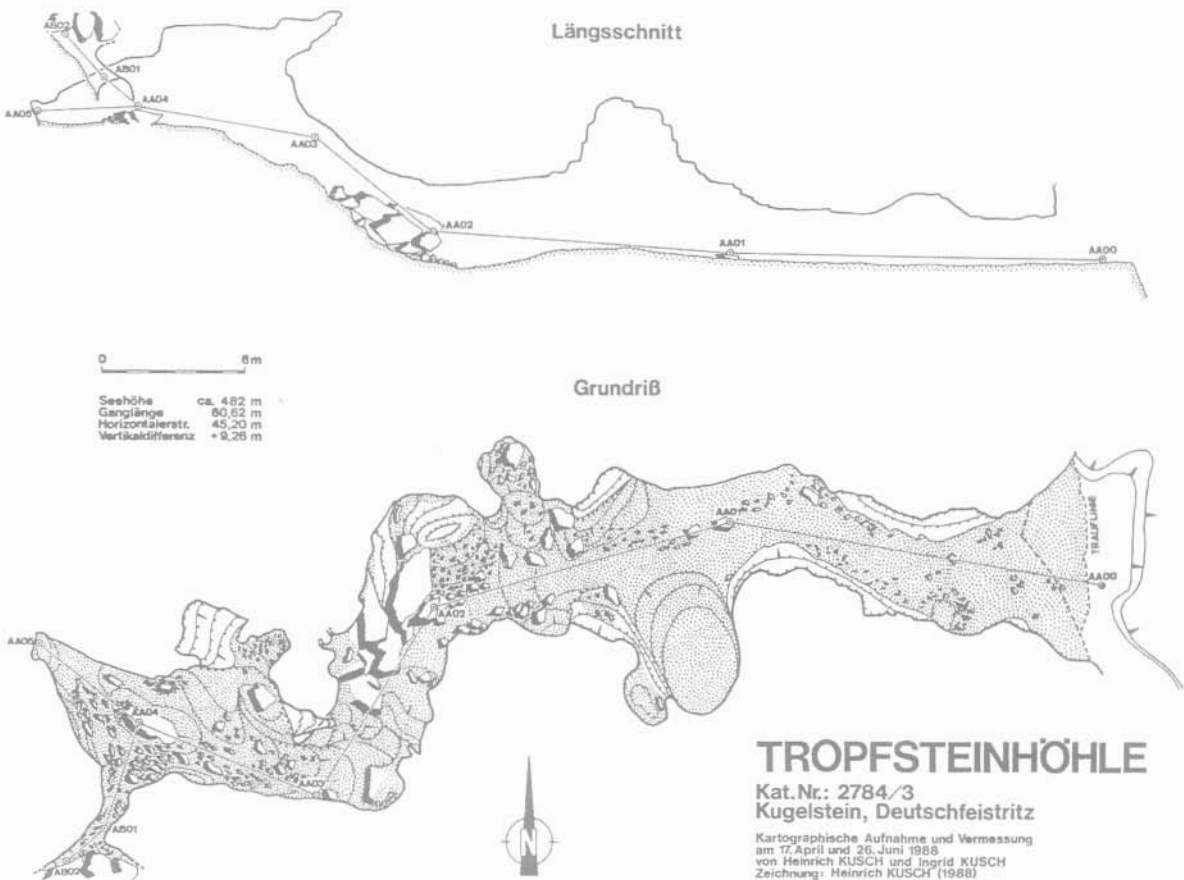 Längsschnitt
AB02
AB01
AA05
AA04
AA03
AA02
AA01
AA00
0 6m
Seehöhe ca. 482 m
Ganglänge 60,62 m
Horizontalerstr. 45,20 m
Vertikaldifferenz +9,26 m
Grundriß
AA01
TRAUFLINIE
AA00
AA02
AA05
AA04
AA03
AB01
AB02
N
TROPFSTEINHÖHLE
Kat.Nr.: 2784/3
Kugelstein, Deutschfeistritz
Kartographische Aufnahme und Vermessung
am 17. April und 26. Juni 1988
von Heinrich KUSCH und Ingrid KUSCH
Zeichnung: Heinrich KUSCH (1988)